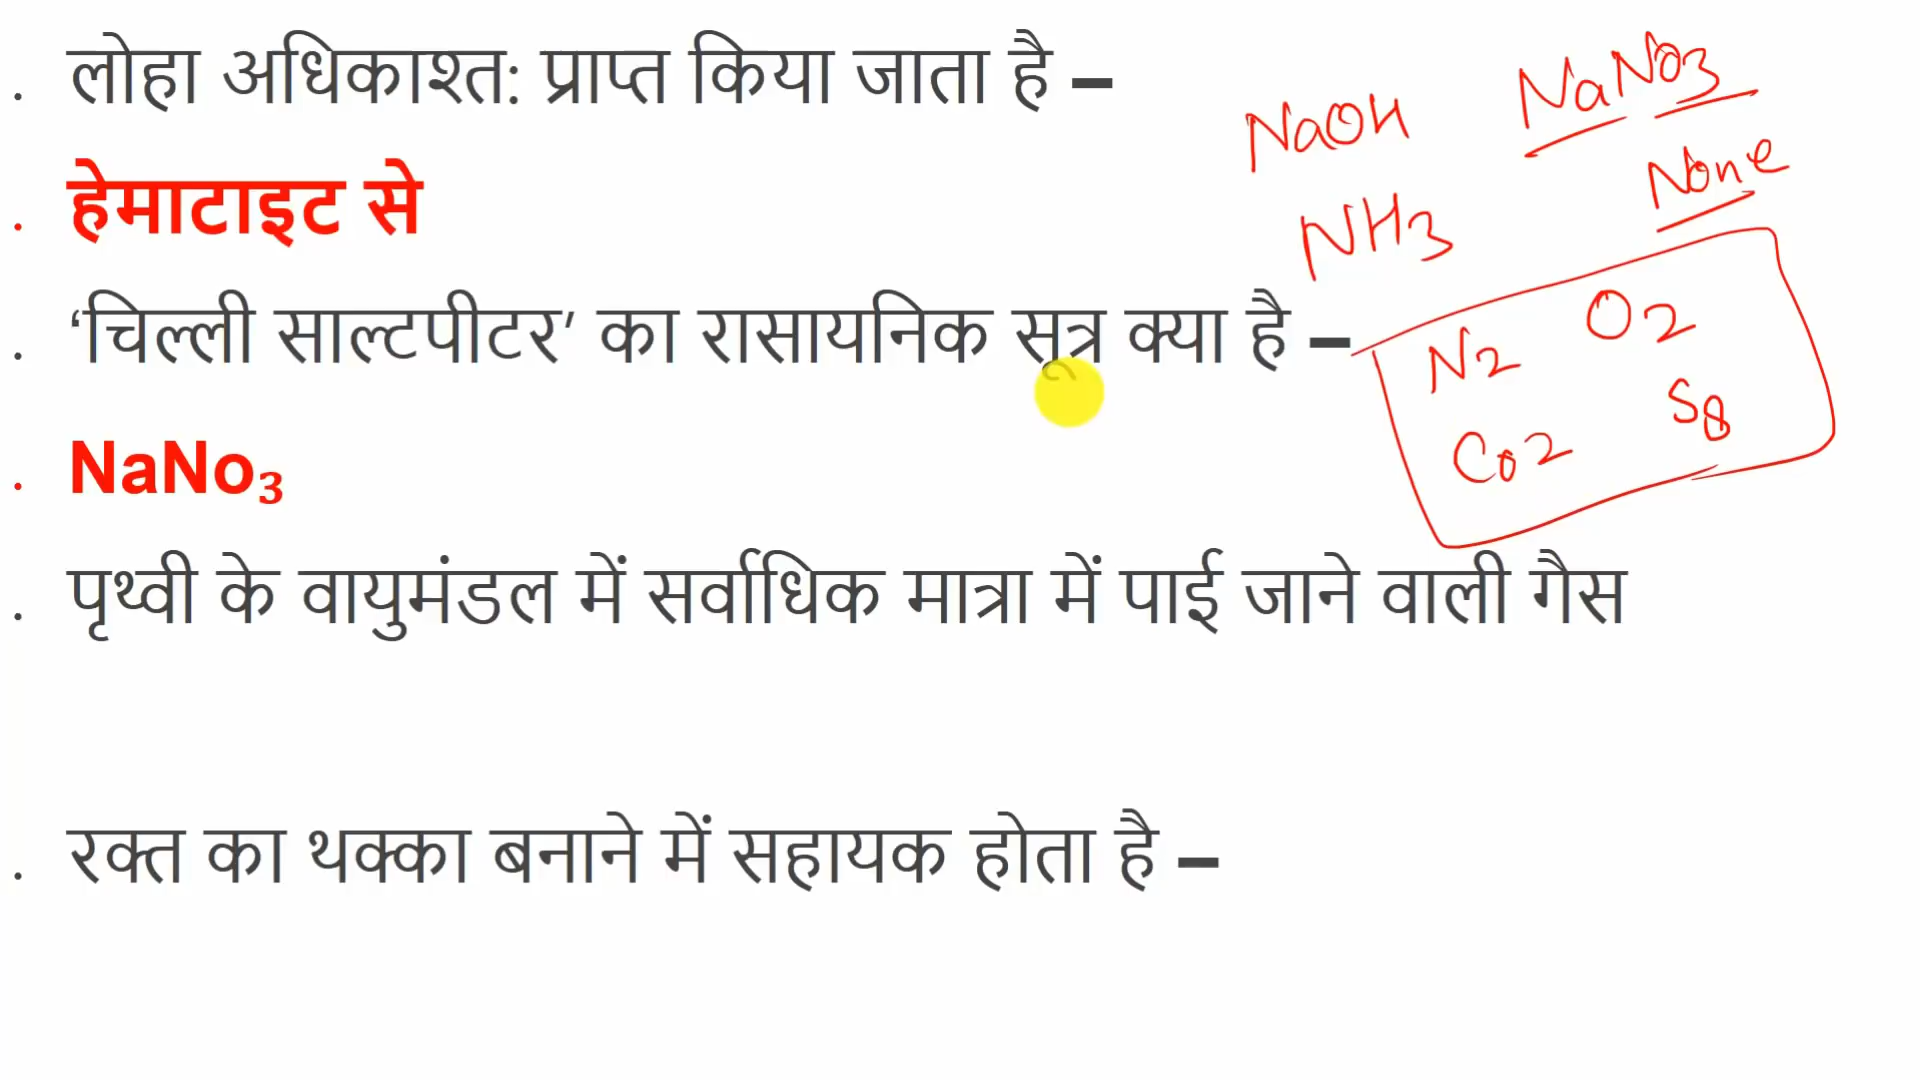 . लोहा अधिकाश्त: प्राप्त किया जाता है –
. हेमाटाइट से
. ‘चिल्ली साल्टपीटर’ का रासायनिक सूत्र क्या है –
. NaNo₃
. पृथ्वी के वायुमंडल में सर्वाधिक मात्रा में पाई जाने वाली गैस
. रक्त का थक्का बनाने में सहायक होता है –
NaOH NaNO3
NH3 None
N2 O2
CO2 S8